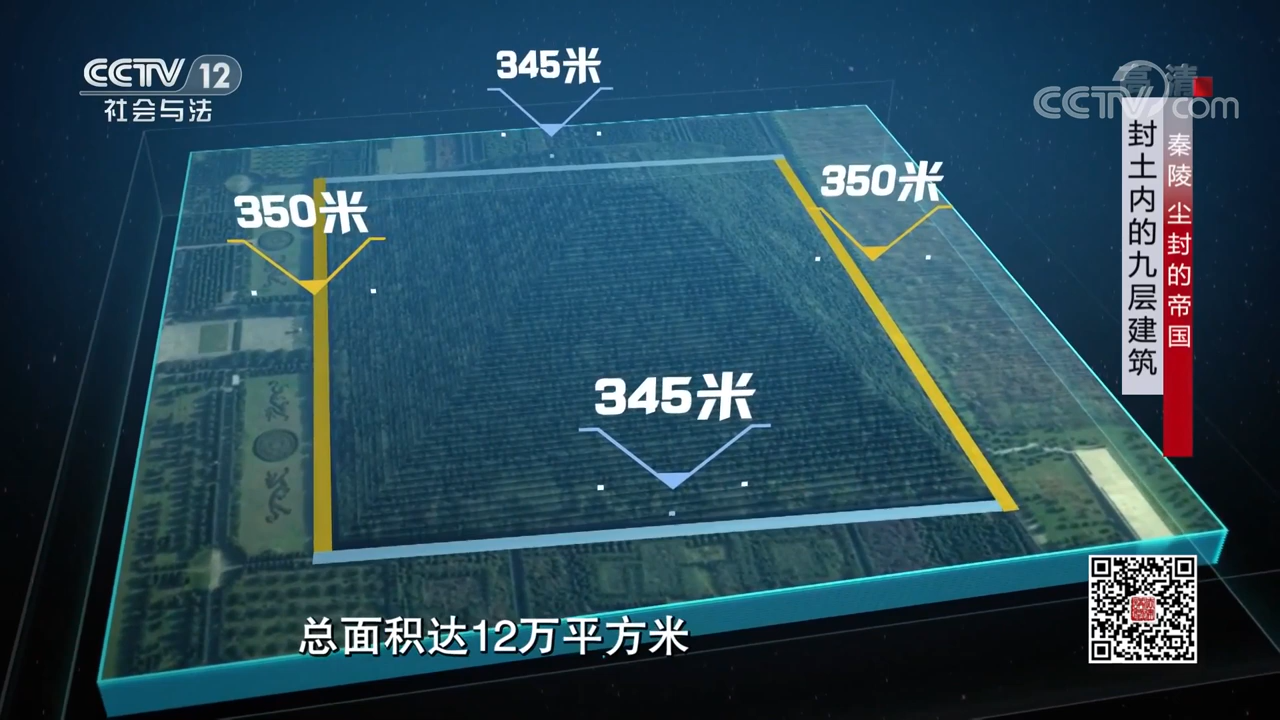 345米
CCTV 12
社会与法
高清
CCTV.com
350米
350米
345米
秦陵 尘封的帝国
封土内的九层建筑
总面积达12万平方米